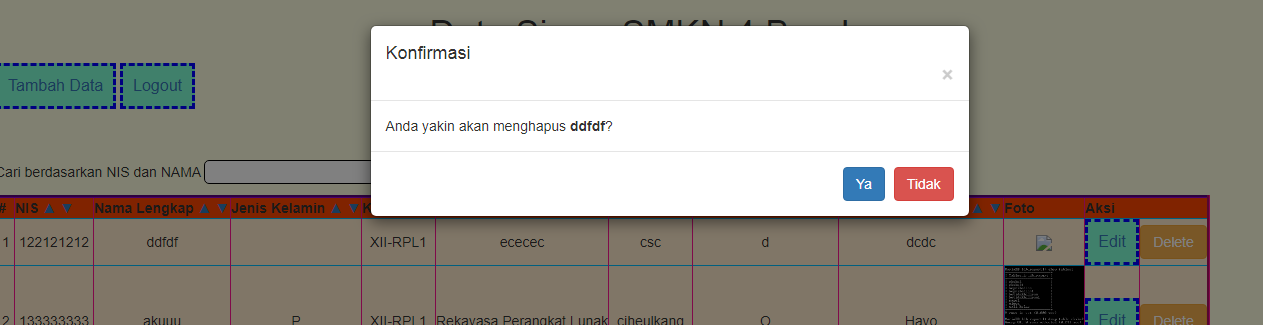 Konfirmasi
×
Tambah Data Logout
Anda yakin akan menghapus ddfdf?
Cari berdasarkan NIS dan NAMA
Ya Tidak
# NIS ▲ ▼ Nama Lengkap ▲ ▼ Jenis Kelamin ▲ ▼ K ▲ ▼ Foto Aksi
1 122121212 ddfdf XII-RPL1 ececec csc d dcdc Edit Delete
2 133333333 akuuu P XII-RPL1 Rekayasa Perangkat Lunak ciheulkang O Hayo Edit Delete